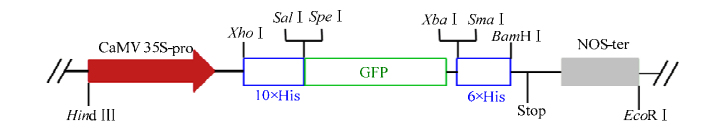 Sal I Spe I
Xba I Sma I
CaMV 35S-pro
Xho I
BamH I
NOS-ter
GFP
10×His
6×His
Stop
Hind III
EcoR I